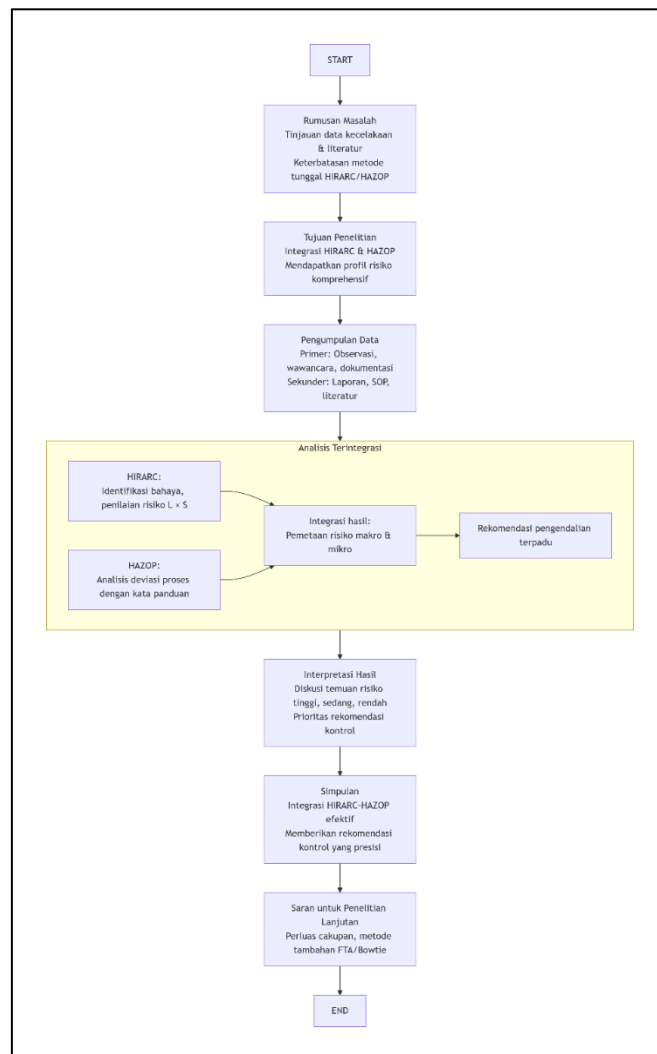 START
Rumusan Masalah
Tinjauan data kecelakaan
& literatur
Keterbatasan metode
tunggal HIRARC/HAZOP
Tujuan Penelitian
Integrasi HIRARC & HAZOP
Mendapatkan profil risiko
komprehensif
Pengumpulan Data
Primer: Observasi,
wawancara, dokumentasi
Sekunder: Laporan, SOP,
literatur
Analisis Terintegrasi
HIRARC:
Identifikasi bahaya,
penilaian risiko L × S
HAZOP:
Analisis deviasi proses
dengan kata panduan
Integrasi hasil:
Pemetaan risiko makro &
mikro
Rekomendasi pengendalian
terpadu
Interpretasi Hasil
Diskusi temuan risiko
tinggi, sedang, rendah
Prioritas rekomendasi
kontrol
Simpulan
Integrasi HIRARC-HAZOP
efektif
Memberikan rekomendasi
kontrol yang presisi
Saran untuk Penelitian
Lanjutan
Perluas cakupan, metode
tambahan FTA/Bowtie
END